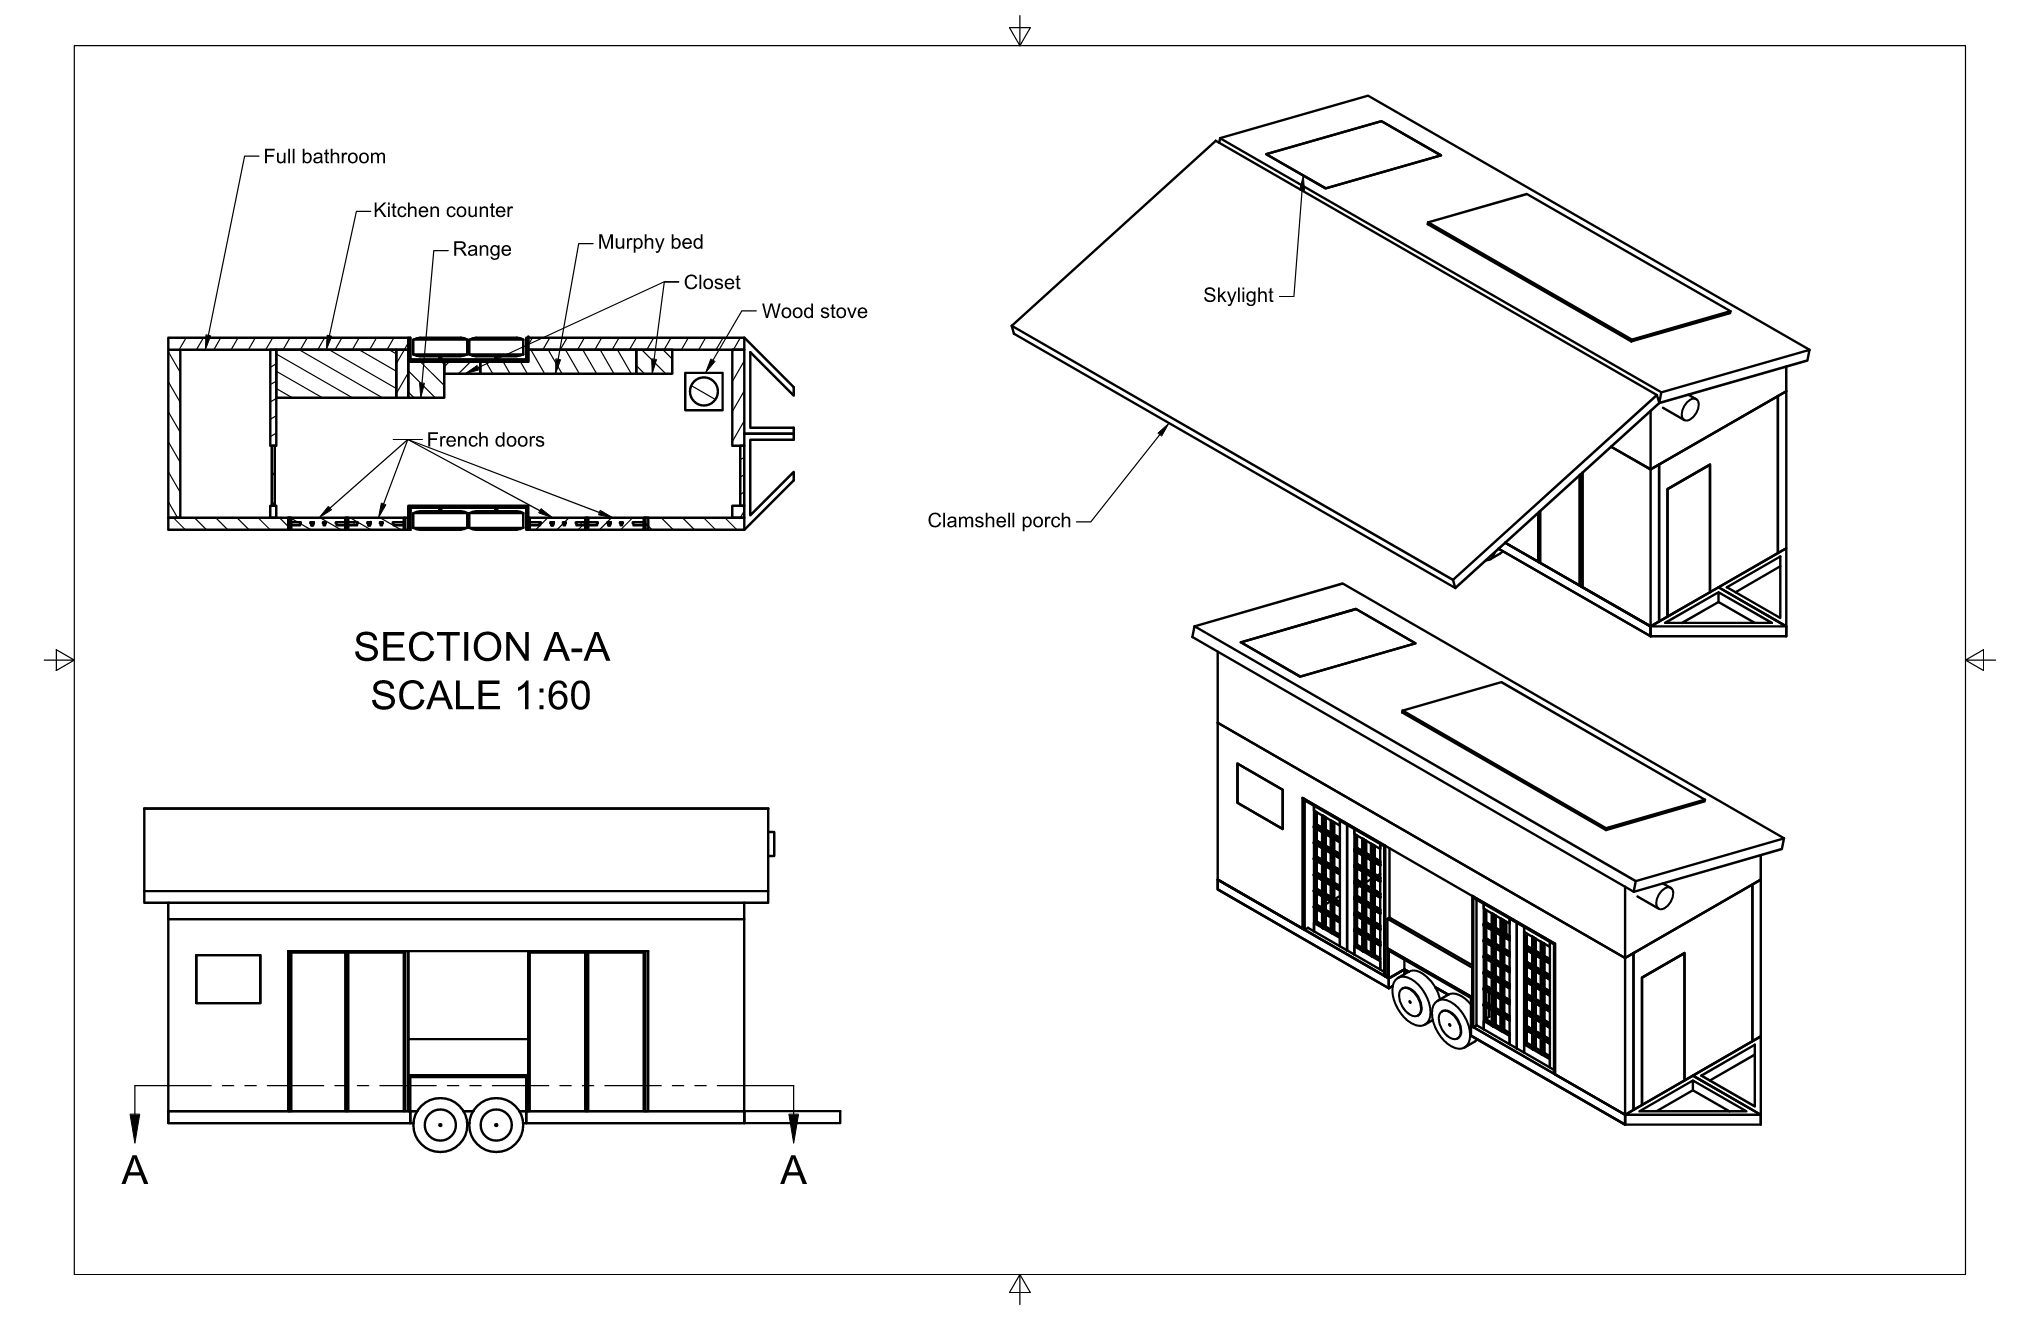 Full bathroom
Kitchen counter
Range
Murphy bed
Closet
Wood stove
French doors
SECTION A-A
SCALE 1:60
A
A
Skylight
Clamshell porch